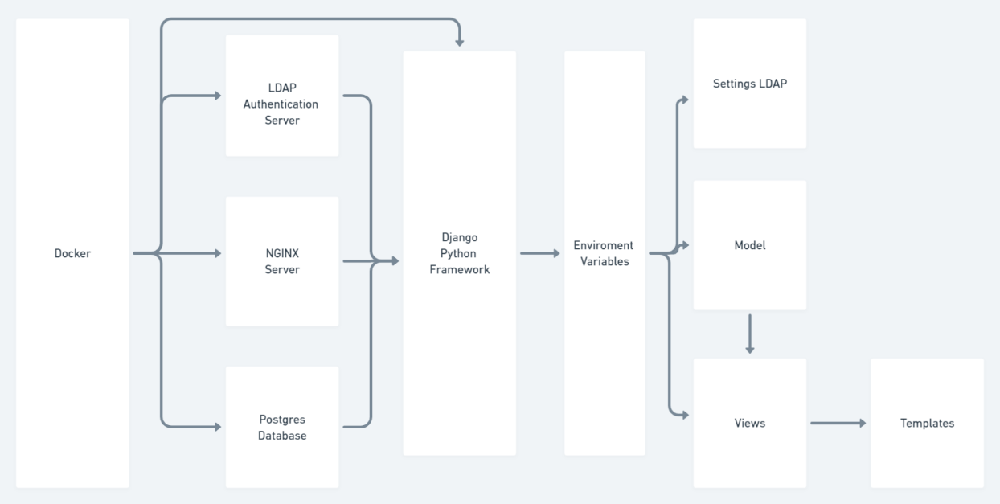 Docker
LDAP
Authentication
Server
NGINX
Server
Postgres
Database
Django
Python
Framework
Enviroment
Variables
Settings LDAP
Model
Views
Templates